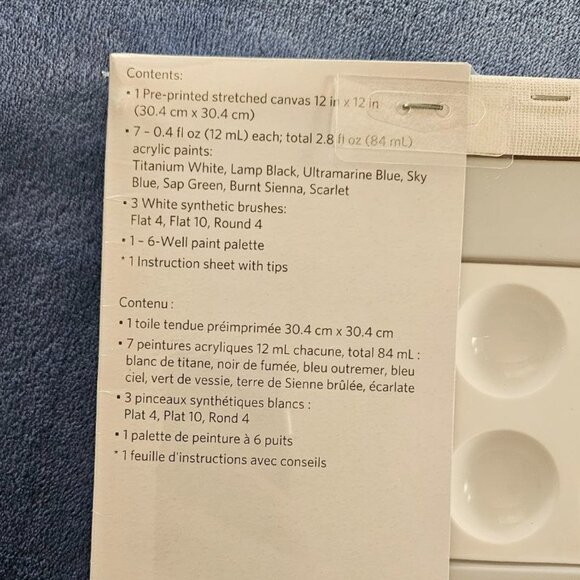 Contents:
• 1 Pre-printed stretched canvas 12 in x 12 in
(30.4 cm x 30.4 cm)
• 7 – 0.4 fl oz (12 mL) each; total 2.8 fl oz (84 mL)
acrylic paints:
Titanium White, Lamp Black, Ultramarine Blue, Sky
Blue, Sap Green, Burnt Sienna, Scarlet
• 3 White synthetic brushes:
Flat 4, Flat 10, Round 4
• 1 – 6-Well paint palette
* 1 Instruction sheet with tips
Contenu :
• 1 toile tendue préimprimée 30.4 cm x 30.4 cm
• 7 peintures acryliques 12 mL chacune, total 84 mL :
blanc de titane, noir de fumée, bleu outremer, bleu
ciel, vert de vessie, terre de Sienne brûlée, écarlate
• 3 pinceaux synthétiques blancs :
Plat 4, Plat 10, Rond 4
• 1 palette de peinture à 6 puits
* 1 feuille d'instructions avec conseils